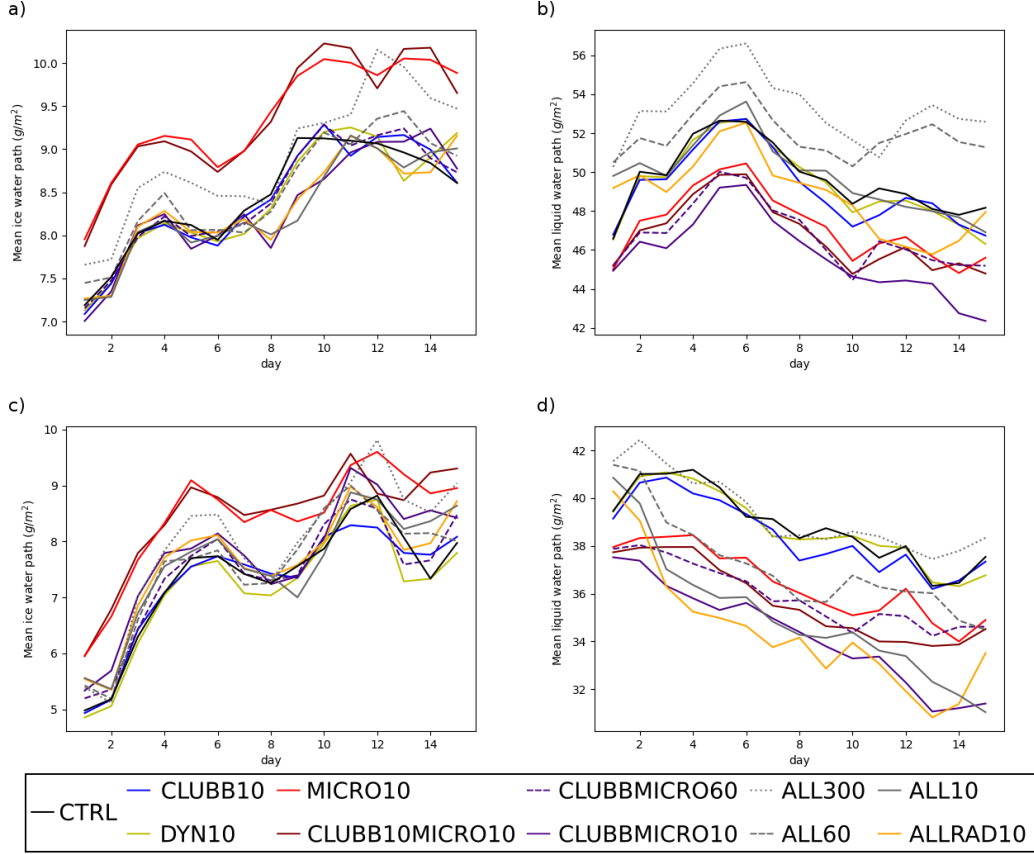 a)
Mean ice water path (g/m²)
10.0
9.5
9.0
8.5
8.0
7.5
7.0
2 4 6 8 10 12 14
day
b)
Mean liquid water path (g/m²)
56
54
52
50
48
46
44
42
2 4 6 8 10 12 14
day
c)
Mean ice water path (g/m²)
10
9
8
7
6
5
2 4 6 8 10 12 14
day
d)
Mean liquid water path (g/m²)
42
40
38
36
34
32
2 4 6 8 10 12 14
day
CTRL
CLUBB10 MICRO10 CLUBBMICRO60 ALL300 ALL10
DYN10 CLUBB10MICRO10 CLUBBMICRO10 ALL60 ALLRAD10